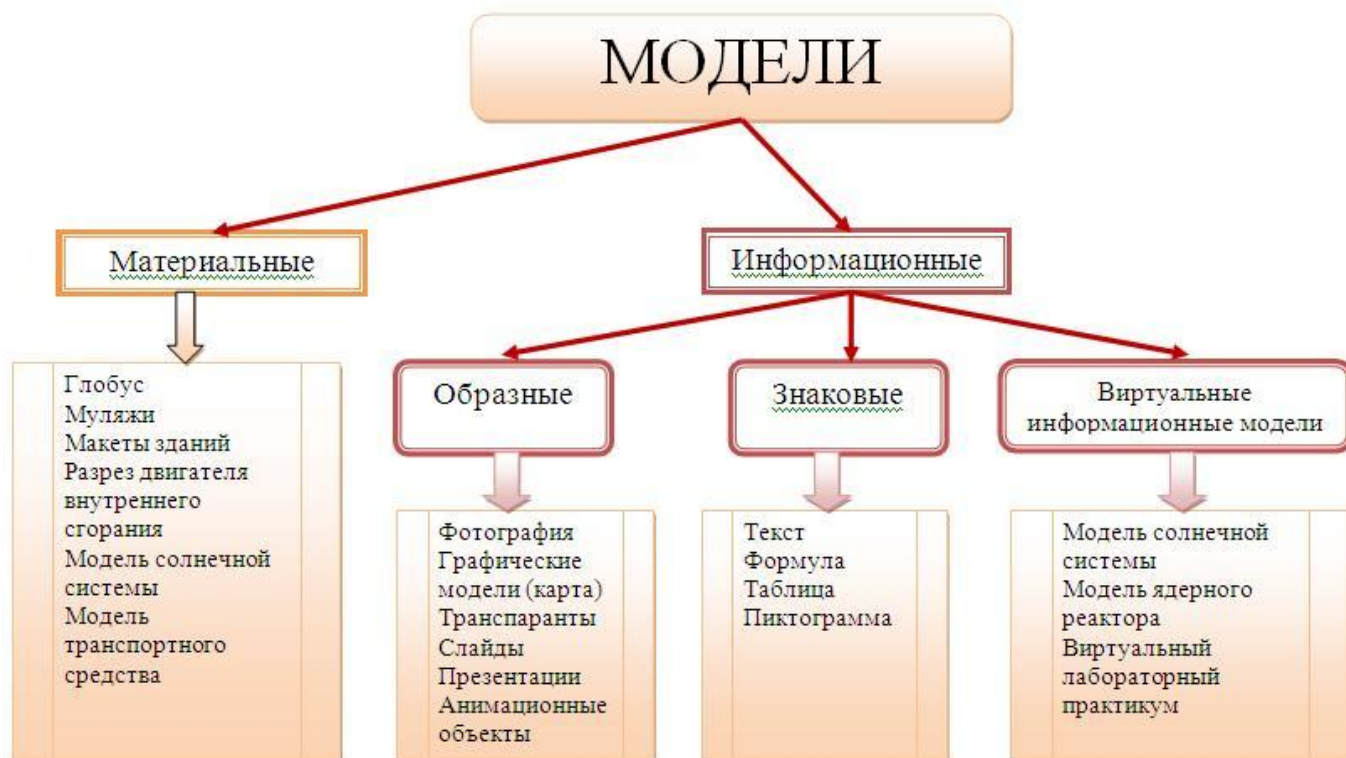 МОДЕЛИ
Материальные
Информационные
Глобус
Муляжи
Макеты зданий
Разрез двигателя
внутреннего
сгорания
Модель солнечной
системы
Модель
транспортного
средства
Образные
Фотография
Графические
модели (карта)
Транспаранты
Слайды
Презентации
Анимационные
объекты
Знаковые
Текст
Формула
Таблица
Пиктограмма
Виртуальные
информационные модели
Модель солнечной
системы
Модель ядерного
реактора
Виртуальный
лабораторный
практикум